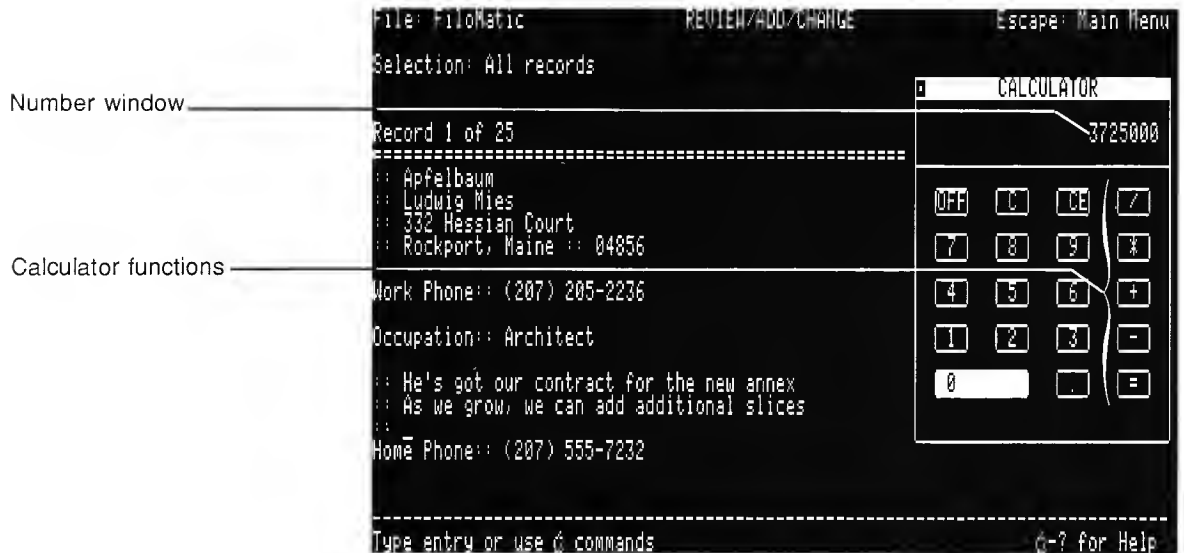 File: FiloMatic REVIEW/ADD/CHANGE Escape: Main Menu
Selection: All records
Number window
CALCULATOR
3725000
Record 1 of 25
:: Apfelbaum
:: Ludwig Mies
:: 332 Hessian Court
:: Rockport, Maine :: 04856
OFF C CE /
7 8 9 *
Calculator functions
Work Phone:: (207) 205-2236
4 5 6 +
Occupation:: Architect
1 2 3 -
:: He's got our contract for the new annex
:: As we grow, we can add additional slices
::
0 . =
Home Phone:: (207) 555-7232
Type entry or use commands -? for Help